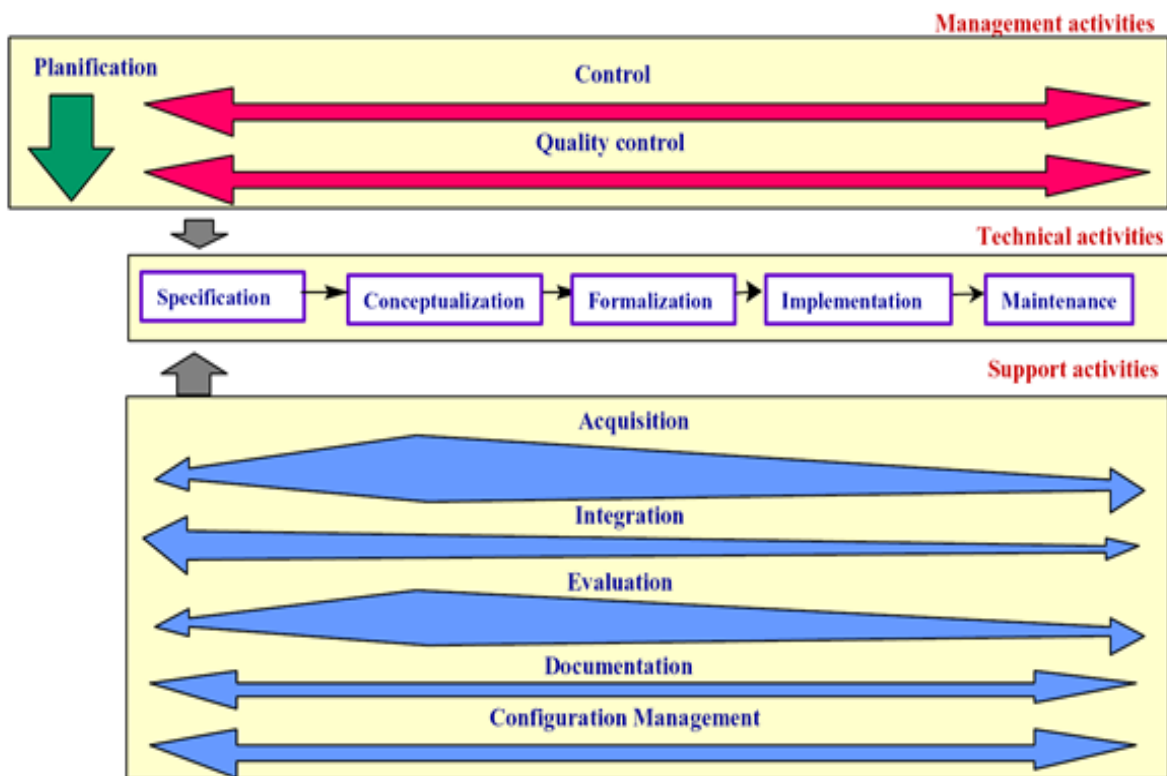 Management activities
Planification
Control
Quality control
Technical activities
Specification
Conceptualization
Formalization
Implementation
Maintenance
Support activities
Acquisition
Integration
Evaluation
Documentation
Configuration Management